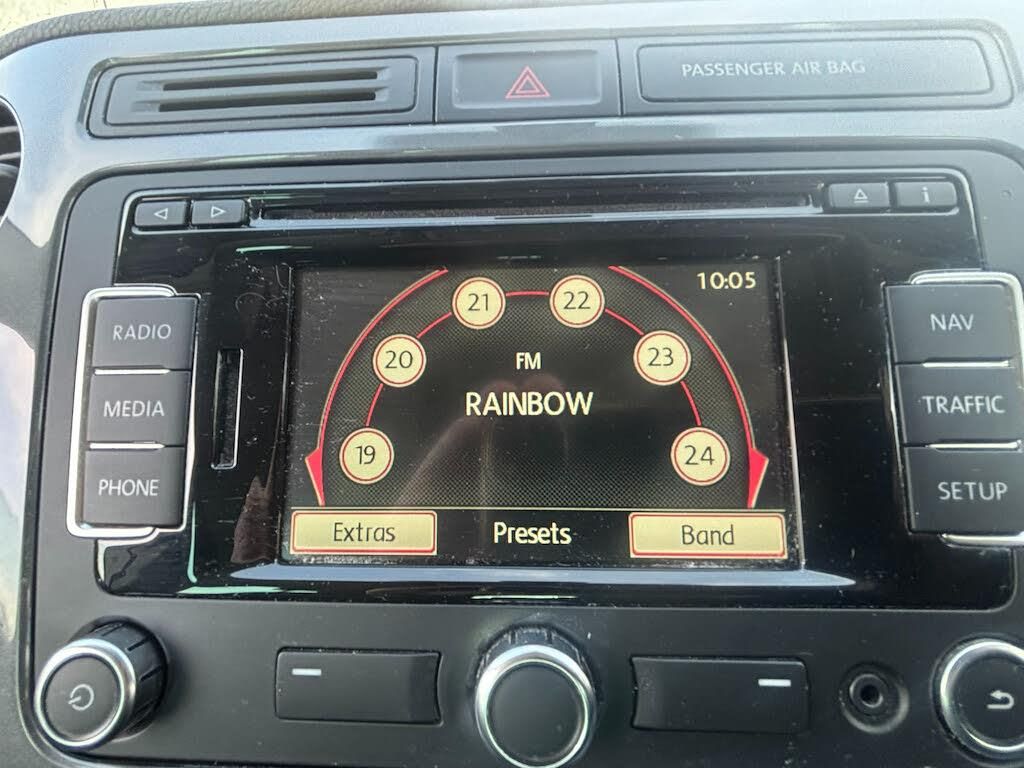 PASSENGER AIR BAG
i
RADIO
MEDIA
PHONE
10:05
21
22
20
23
FM
RAINBOW
19
24
Extras
Presets
Band
NAV
TRAFFIC
SETUP